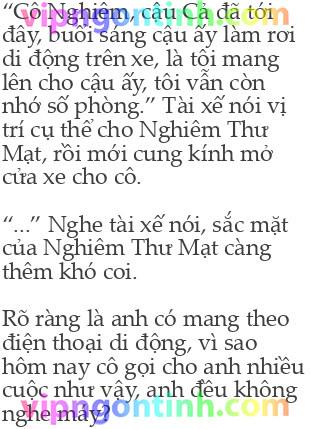 “Cô Nghiêm, cậu Cả đã tới
đây, buổi sáng cậu ấy làm rơi
di động trên xe, là tôi mang
lên cho cậu ấy, tôi vẫn còn
nhớ số phòng.” Tài xế nói vị
trí cụ thể cho Nghiêm Thư
Mạt, rồi mới cung kính mở
cửa xe cho cô.
“...” Nghe tài xế nói, sắc mặt
của Nghiêm Thư Mạt càng
thêm khó coi.
Rõ ràng là anh có mang theo
điện thoại di động, vì sao
hôm nay cô gọi cho anh nhiều
cuộc như vậy, anh đều không
nghe máy?
vipngontinh.com
vipngontinh.com